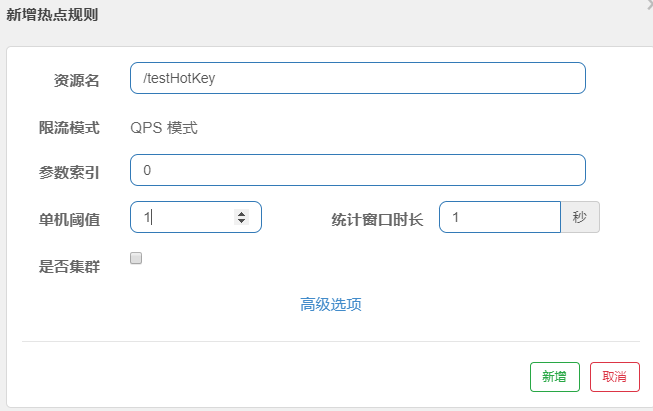 新增热点规则
资源名 /testHotKey
限流模式 QPS 模式
参数索引 0
单机阈值 1 统计窗口时长 1 秒
是否集群
高级选项
新增 取消